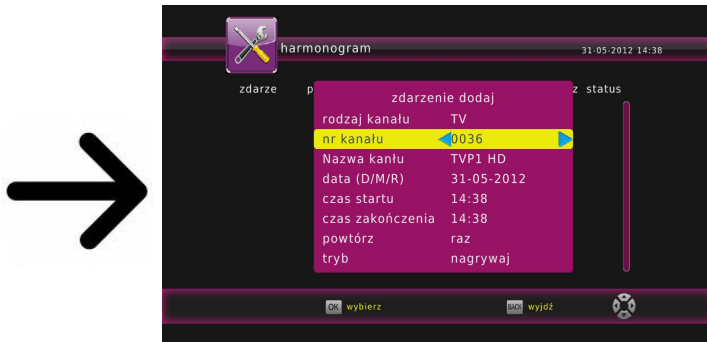 harmonogram 31-05-2012 14:38
zdarze p z status
zdarzenie dodaj
rodzaj kanału TV
nr kanału 0036
Nazwa kanłu TVP1 HD
data (D/M/R) 31-05-2012
czas startu 14:38
czas zakończenia 14:38
powtórz raz
tryb nagrywaj
OK wybierz BACK wyjdź